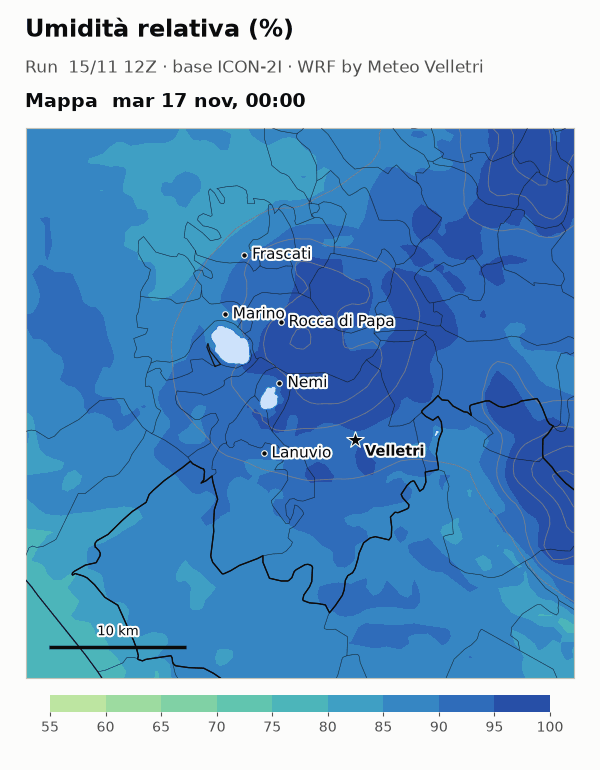 Umidità relativa (%)
Run  15/11 12Z · base ICON-2I · WRF by Meteo Velletri
Mappa  mar 17 nov, 00:00
Frascati
Marino
Rocca di Papa
Nemi
Velletri
Lanuvio
10 km
55 60 65 70 75 80 85 90 95 100